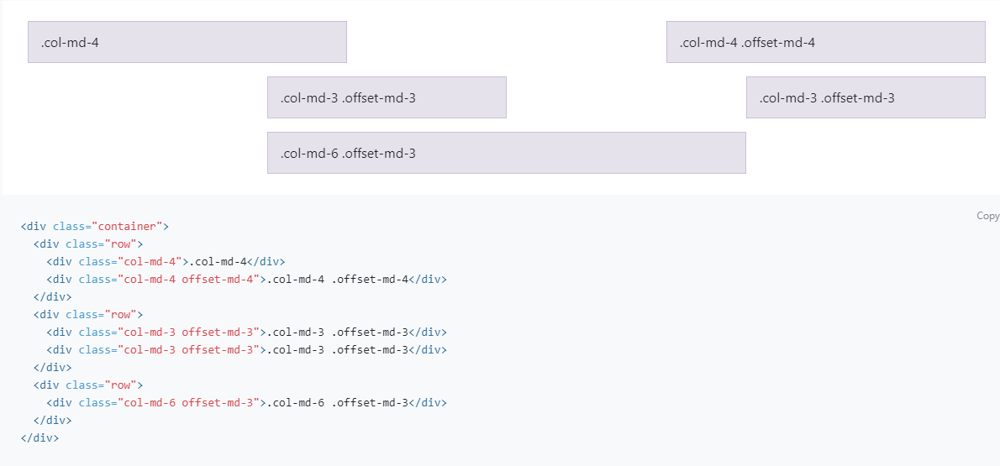 .col-md-4 .col-md-4 .offset-md-4
.col-md-3 .offset-md-3 .col-md-3 .offset-md-3
.col-md-6 .offset-md-3
Copy
<div class="container">
  <div class="row">
    <div class="col-md-4">.col-md-4</div>
    <div class="col-md-4 offset-md-4">.col-md-4 .offset-md-4</div>
  </div>
  <div class="row">
    <div class="col-md-3 offset-md-3">.col-md-3 .offset-md-3</div>
    <div class="col-md-3 offset-md-3">.col-md-3 .offset-md-3</div>
  </div>
  <div class="row">
    <div class="col-md-6 offset-md-3">.col-md-6 .offset-md-3</div>
  </div>
</div>